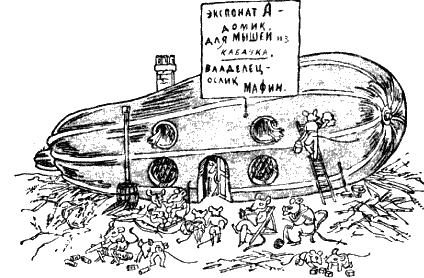 ЭКСПОНАТ А -
ДОМИК
ДЛЯ МЫШЕЙ ИЗ
КАБАЧКА.
ВЛАДЕЛЕЦ-
ОСЛИК МАФИН.